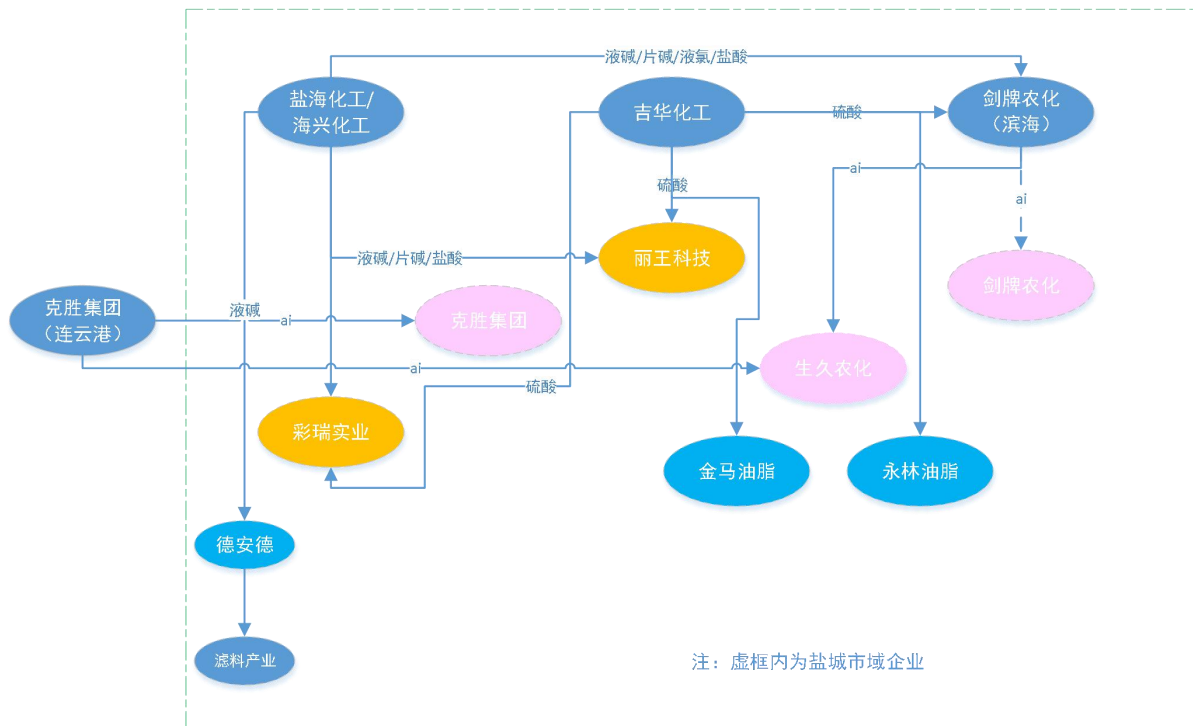 液碱/片碱/液氯/盐酸
盐海化工/
海兴化工
吉华化工
硫酸
剑牌农化
（滨海）
ai
硫酸
ai
丽王科技
液碱/片碱/盐酸
剑牌农化
克胜集团
（连云港）
液碱
ai
克胜集团
生久农化
ai
硫酸
彩瑞实业
金马油脂
永林油脂
德安德
滤料产业
注：虚框内为盐城市域企业